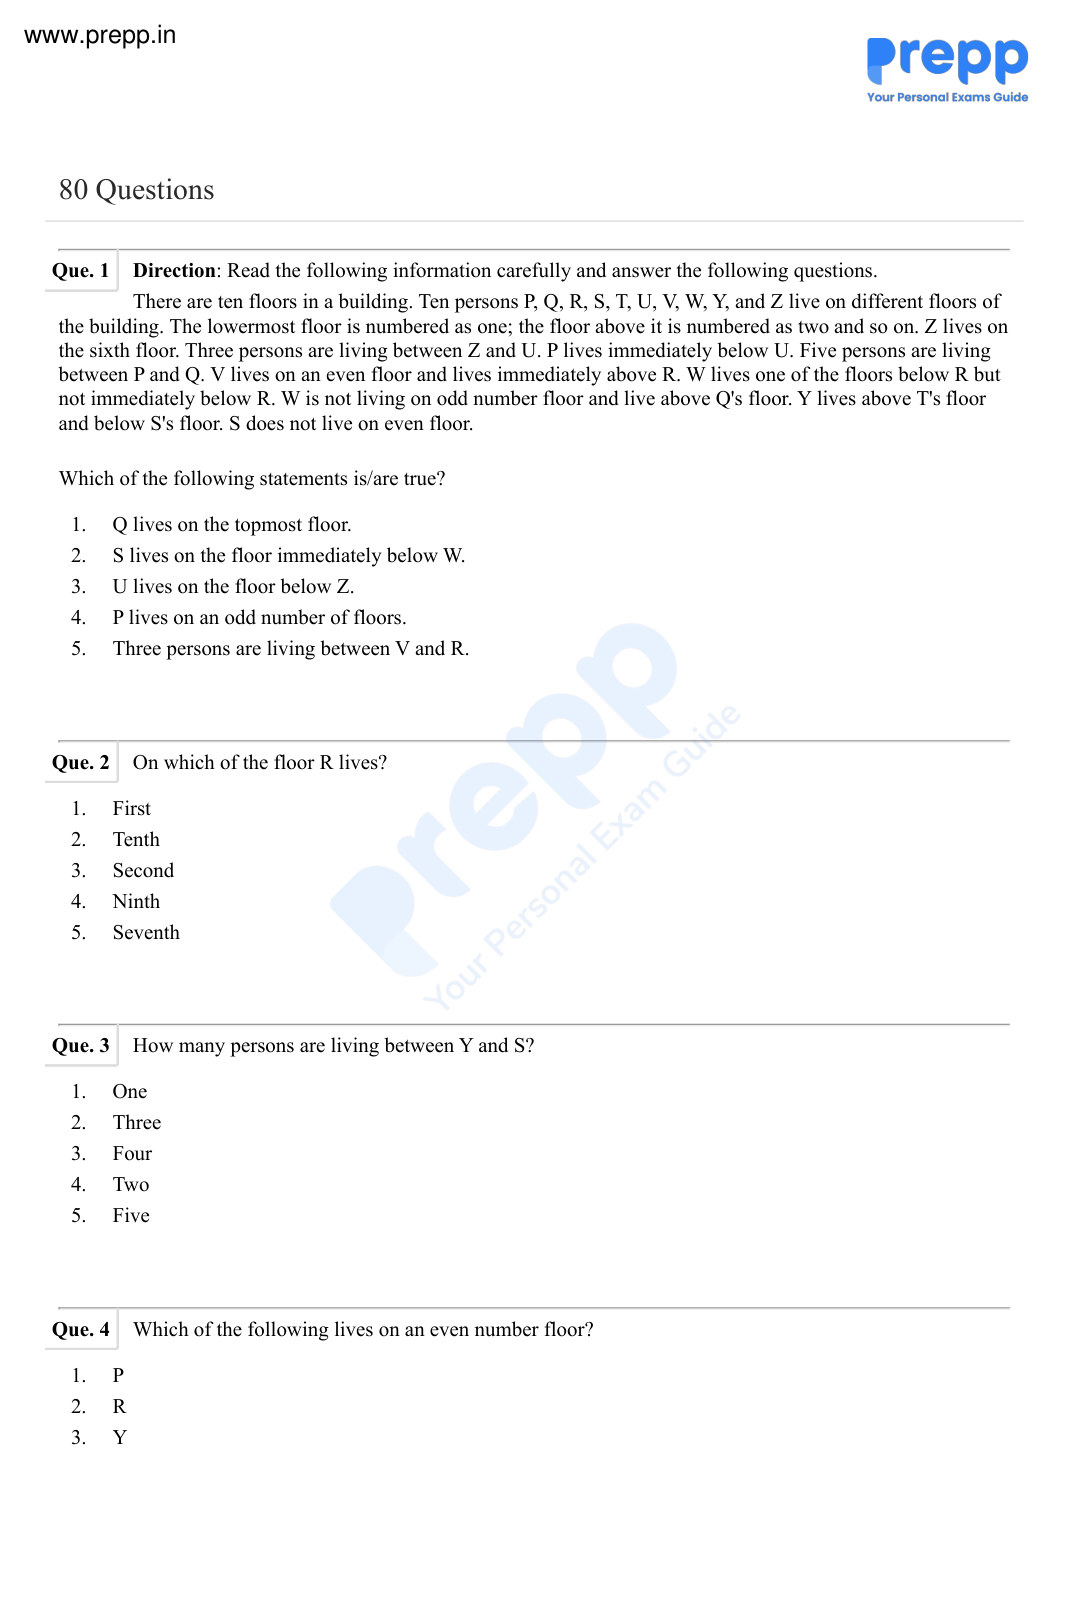 www.prepp.in
prepp
Your Personal Exams Guide
80 Questions
Que. 1 Direction: Read the following information carefully and answer the following questions.
There are ten floors in a building. Ten persons P, Q, R, S, T, U, V, W, Y, and Z live on different floors of
the building. The lowermost floor is numbered as one; the floor above it is numbered as two and so on. Z lives on
the sixth floor. Three persons are living between Z and U. P lives immediately below U. Five persons are living
between P and Q. V lives on an even floor and lives immediately above R. W lives one of the floors below R but
not immediately below R. W is not living on odd number floor and live above Q's floor. Y lives above T's floor
and below S's floor. S does not live on even floor.
Which of the following statements is/are true?
1. Q lives on the topmost floor.
2. S lives on the floor immediately below W.
3. U lives on the floor below Z.
4. P lives on an odd number of floors.
5. Three persons are living between V and R.
Que. 2 On which of the floor R lives?
1. First
2. Tenth
3. Second
4. Ninth
5. Seventh
Que. 3 How many persons are living between Y and S?
1. One
2. Three
3. Four
4. Two
5. Five
Que. 4 Which of the following lives on an even number floor?
1. P
2. R
3. Y
prepp
Your Personal Exam Guide